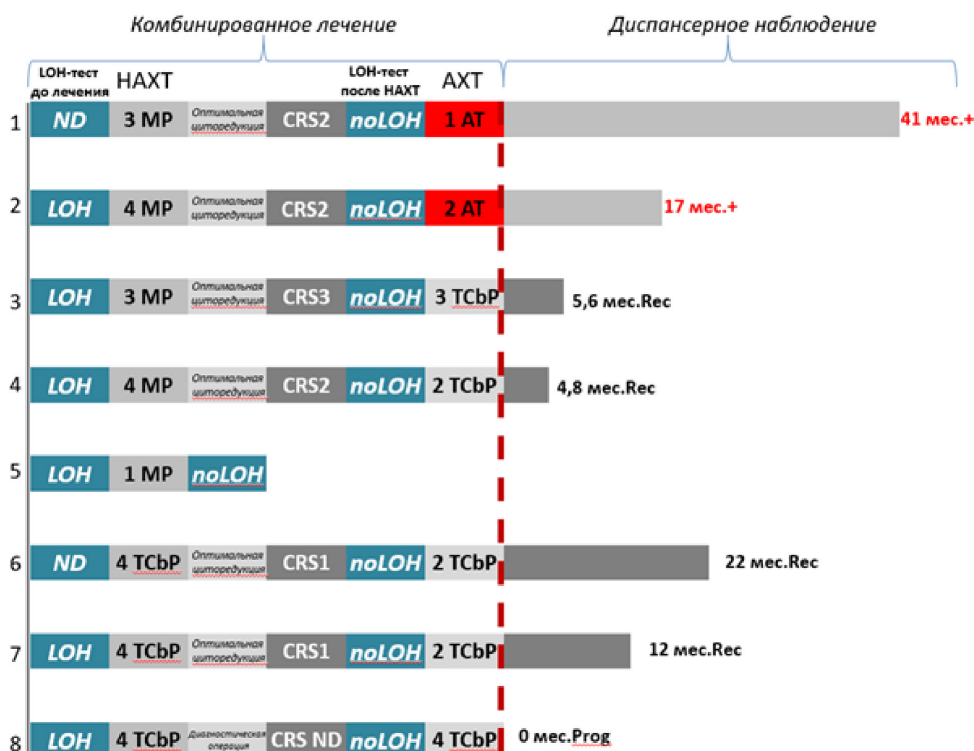 Комбинированное лечение
Диспансерное наблюдение
LOH-тест
до лечения
НАХТ
LOH-тест
после НАХТ
АХТ
1 ND 3 MP Оптимальная циторедукция CRS2 noLOH 1 AT 41 мес.+
2 LOH 4 MP Оптимальная циторедукция CRS2 noLOH 2 AT 17 мес.+
3 LOH 3 MP Оптимальная циторедукция CRS3 noLOH 3 TCbP 5,6 мес.Rec
4 LOH 4 MP Оптимальная циторедукция CRS2 noLOH 2 TCbP 4,8 мес.Rec
5 LOH 1 MP noLOH
6 ND 4 TCbP Оптимальная циторедукция CRS1 noLOH 2 TCbP 22 мес.Rec
7 LOH 4 TCbP Оптимальная циторедукция CRS1 noLOH 2 TCbP 12 мес.Rec
8 LOH 4 TCbP Диагностическая операция CRS ND noLOH 4 TCbP 0 мес.Prog